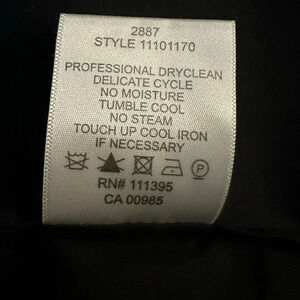 2887
STYLE 11101170
PROFESSIONAL DRYCLEAN
DELICATE CYCLE
NO MOISTURE
TUMBLE COOL
NO STEAM
TOUCH UP COOL IRON
IF NECESSARY
P
RN# 111395
CA 00985